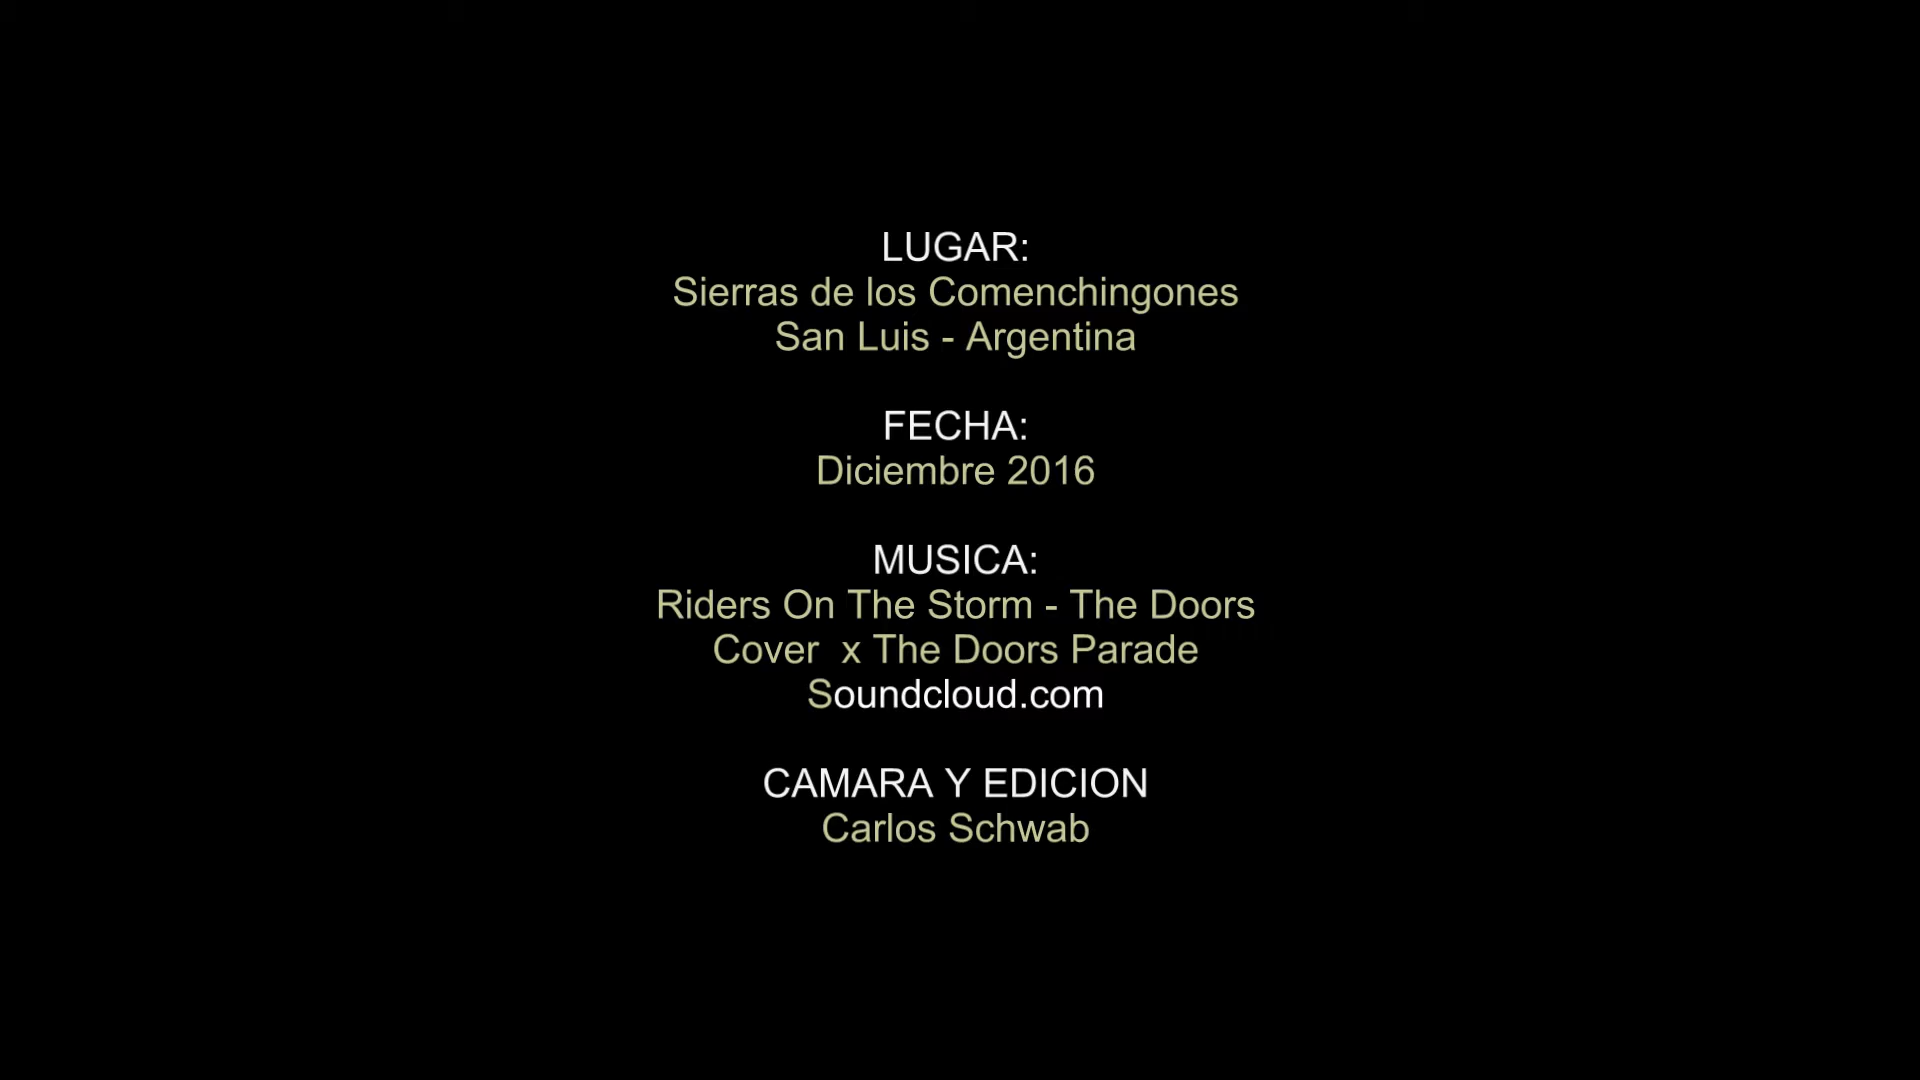 LUGAR:
Sierras de los Comenchingones
San Luis - Argentina
FECHA:
Diciembre 2016
MUSICA:
Riders On The Storm - The Doors
Cover  x The Doors Parade
Soundcloud.com
CAMARA Y EDICION
Carlos Schwab